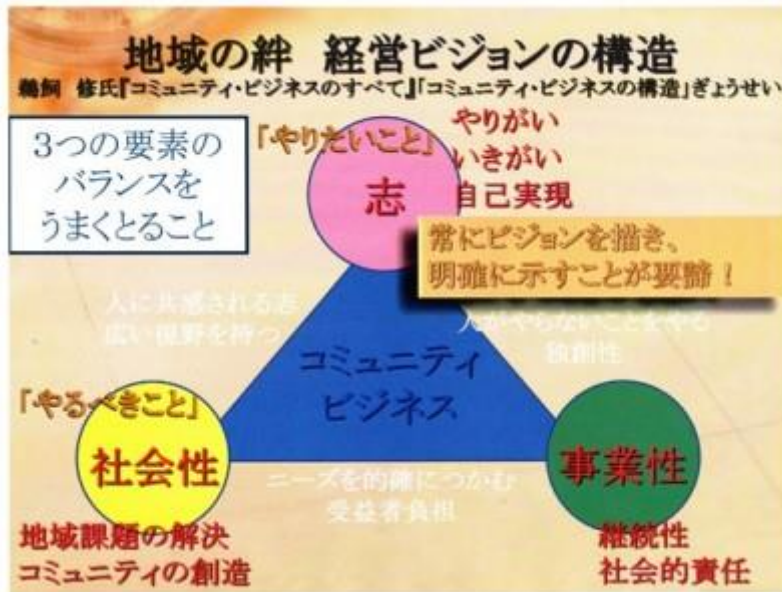 地域の絆 経営ビジョンの構造
鵜飼 修氏『コミュニティ・ビジネスのすべて』「コミュニティ・ビジネスの構造」ぎょうせい
3つの要素の
バランスを
うまくとること
「やりたいこと」
志
やりがい
いきがい
自己実現
常にビジョンを描き、
明確に示すことが要諦！
人に共感される志
広い視野を持つ
人がやらないことをやる
独創性
コミュニティ
ビジネス
「やるべきこと」
社会性
事業性
ニーズを的確につかむ
受益者負担
地域課題の解決
コミュニティの創造
継続性
社会的責任